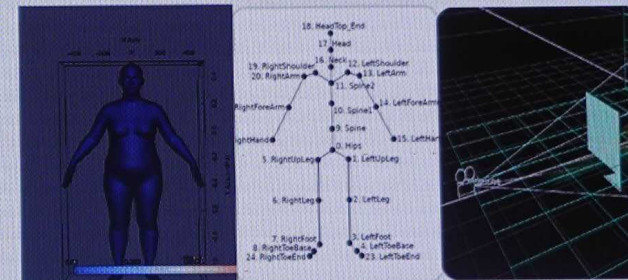 18. HeadTop_End
17. Head
16. Neck
19. RightShoulder
12. LeftShoulder
20. RightArm
13. LeftArm
11. Spine2
RightForeArm
14. LeftForeArm
10. Spine1
9. Spine
ghtHand
15. LeftHan
0. Hips
5. RightUpLeg
1. LeftUpLeg
6. RightLeg
2. LeftLeg
7. RightFoot
3. LeftFoot
8. RightToeBase
4. LeftToeBase
24. RightToeEnd
23. LeftToeEnd